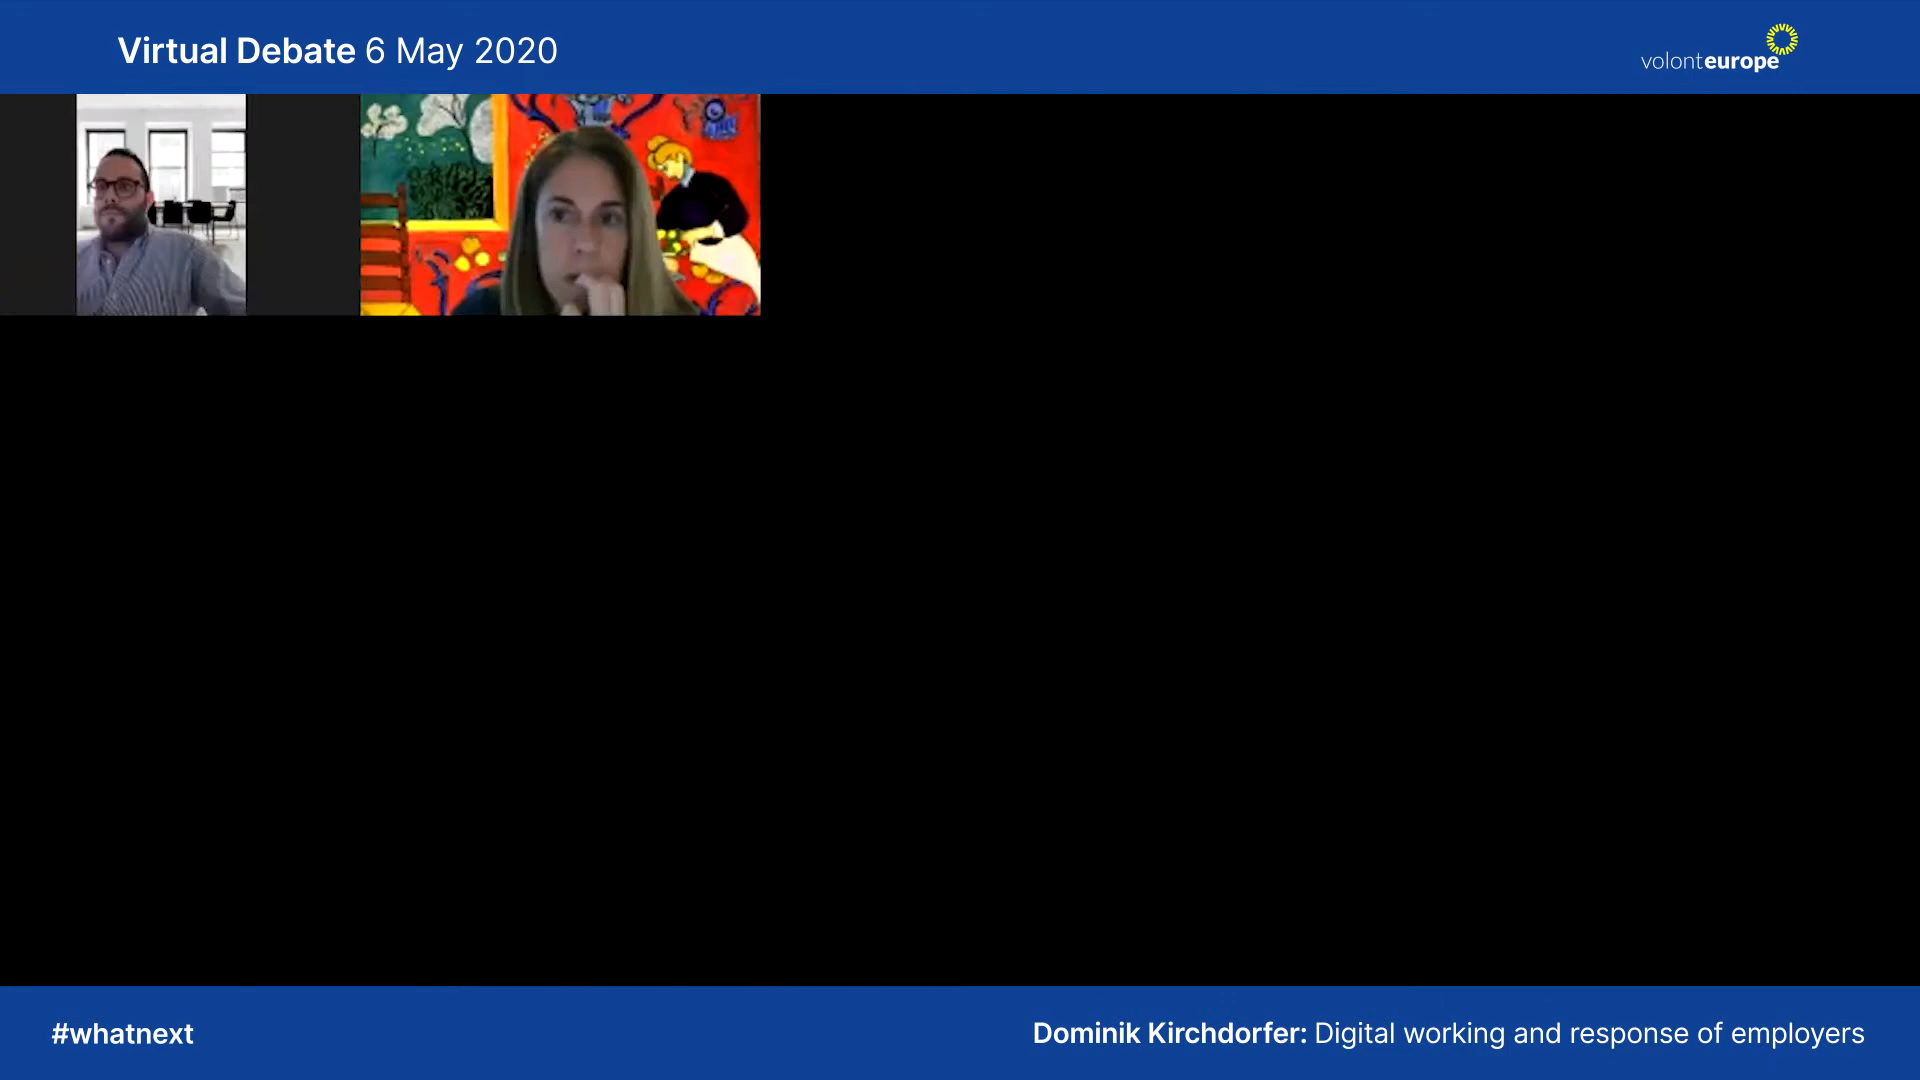 Virtual Debate 6 May 2020
volonteurope
#whatnext
Dominik Kirchdorfer: Digital working and response of employers